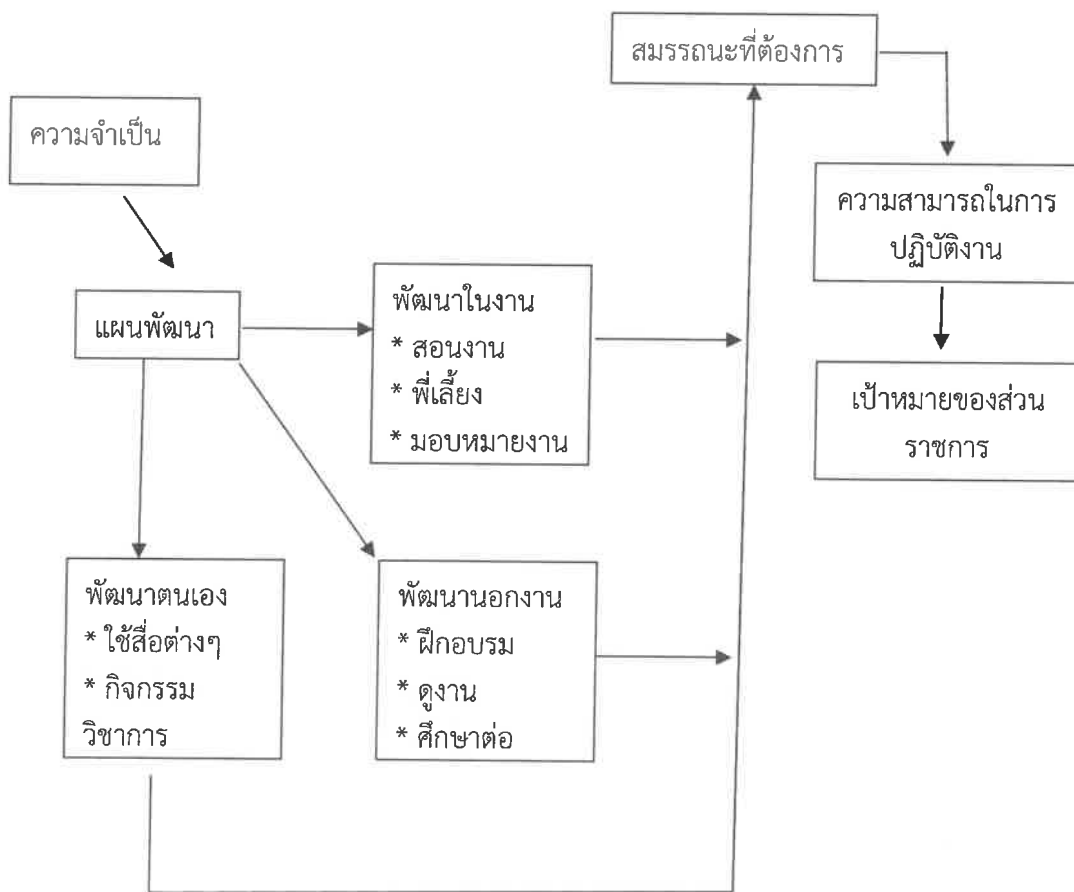 สมรรถนะที่ต้องการ
ความจำเป็น
ความสามารถในการ
ปฏิบัติงาน
แผนพัฒนา
พัฒนาในงาน
* สอนงาน
* พี่เลี้ยง
* มอบหมายงาน
เป้าหมายของส่วน
ราชการ
พัฒนาตนเอง
* ใช้สื่อต่างๆ
* กิจกรรม
วิชาการ
พัฒนานอกงาน
* ฝึกอบรม
* ดูงาน
* ศึกษาต่อ